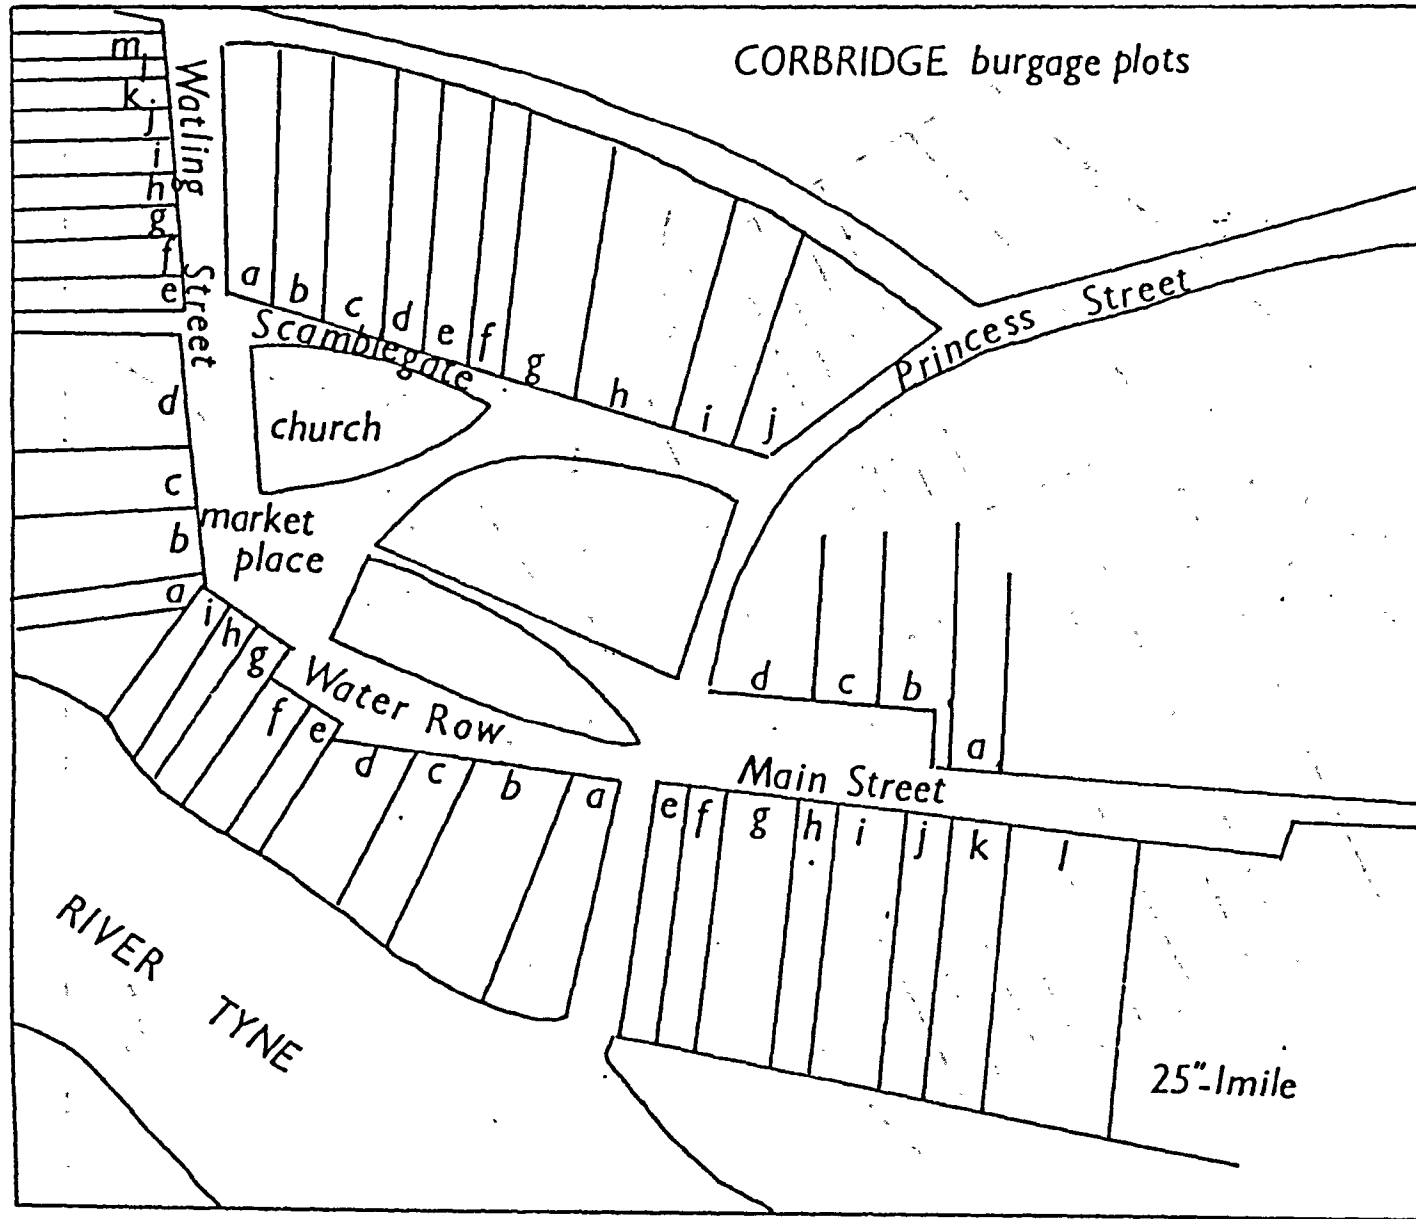 CORBRIDGE burgage plots
m
l
k
j
i
h
g
f
e
d
c
b
a
Watling Street
a
b
c
d
e
f
g
h
i
j
Scamblegate
Princess Street
church
market
place
i
h
g
f
e
d
c
b
a
Water Row
d
c
b
a
Main Street
e
f
g
h
i
j
k
l
RIVER TYNE
25"-1mile